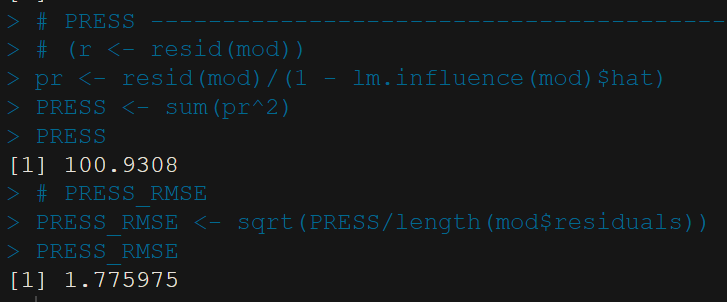 > # PRESS ----------------------------------------
> # (r <- resid(mod))
> pr <- resid(mod)/(1 - lm.influence(mod)$hat)
> PRESS <- sum(pr^2)
> PRESS
[1] 100.9308
> # PRESS_RMSE
> PRESS_RMSE <- sqrt(PRESS/length(mod$residuals))
> PRESS_RMSE
[1] 1.775975